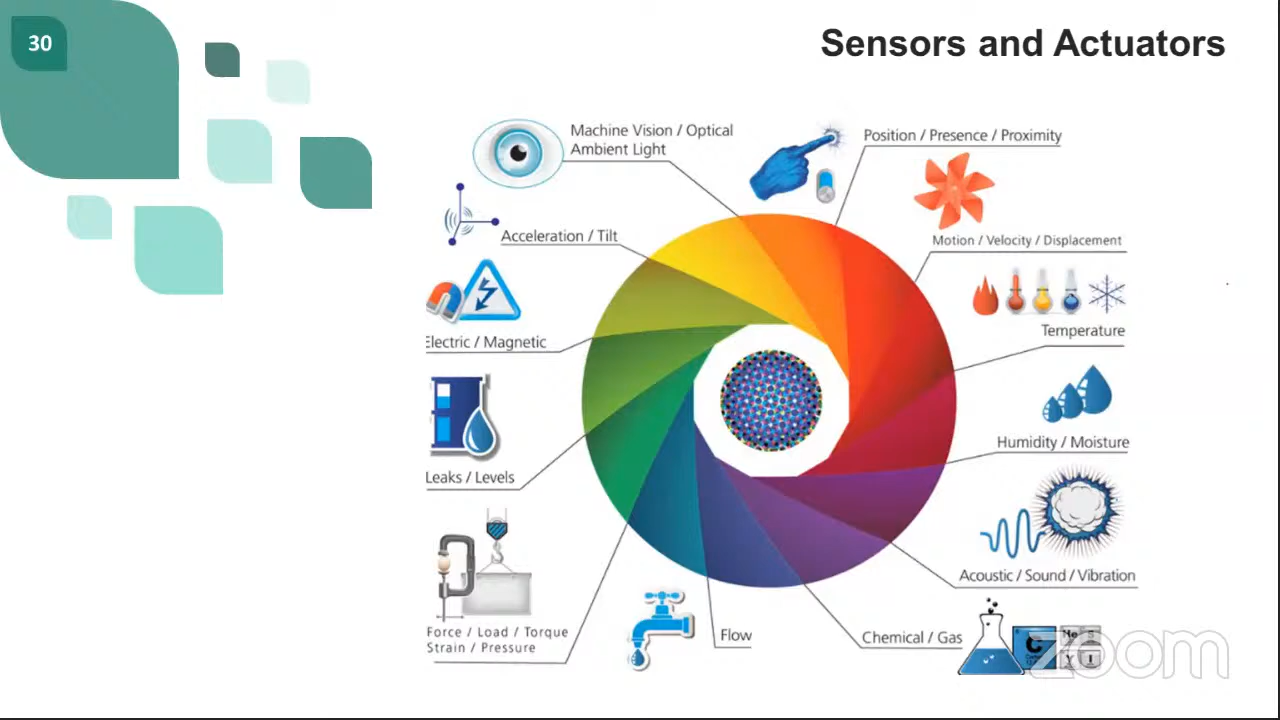 30
Sensors and Actuators
Machine Vision / Optical
Ambient Light
Position / Presence / Proximity
Acceleration / Tilt
Motion / Velocity / Displacement
Temperature
Electric / Magnetic
Humidity / Moisture
Leaks / Levels
Acoustic / Sound / Vibration
Force / Load / Torque
Strain / Pressure
Flow
Chemical / Gas
C
zoom